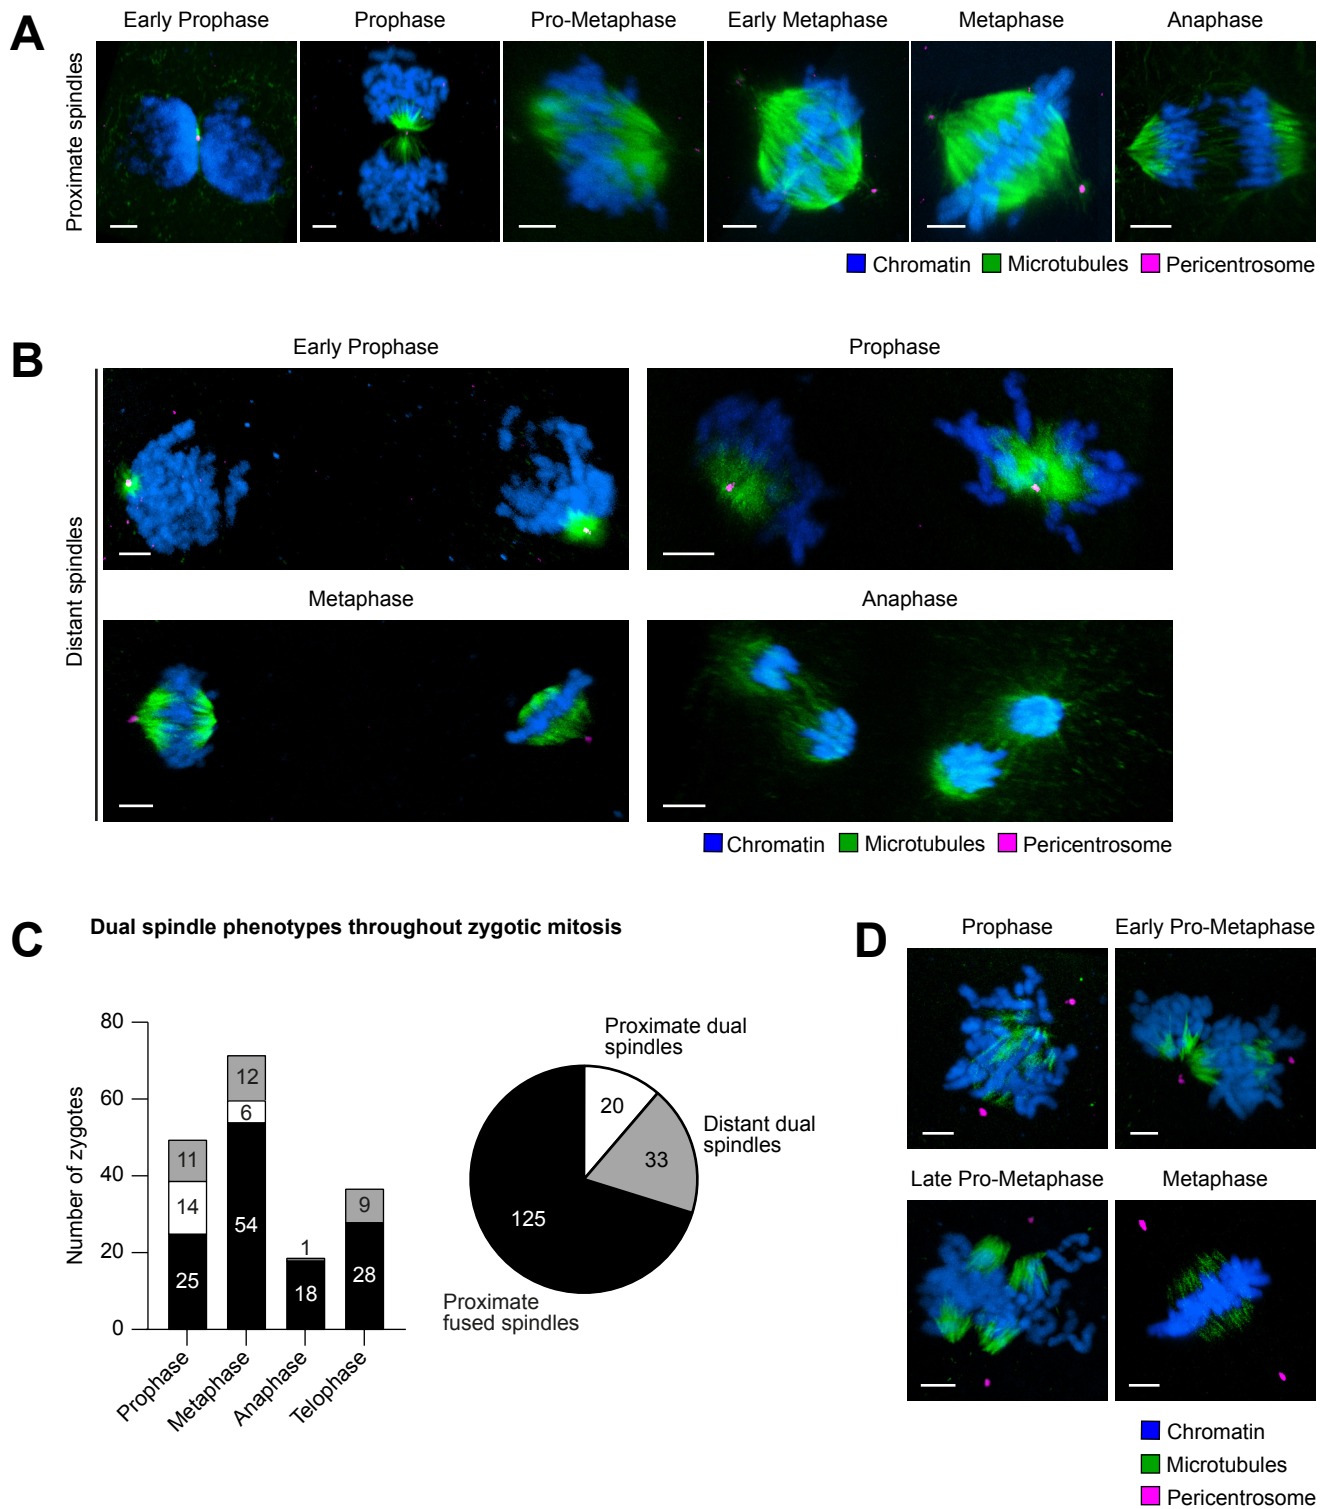 A
Early Prophase
Prophase
Pro-Metaphase
Early Metaphase
Metaphase
Anaphase
Proximate spindles
Chromatin
Microtubules
Pericentrosome
B
Early Prophase
Prophase
Distant spindles
Metaphase
Anaphase
Chromatin
Microtubules
Pericentrosome
C
Dual spindle phenotypes throughout zygotic mitosis
Number of zygotes
80
60
40
20
0
11
14
25
12
6
54
1
18
9
28
Prophase
Metaphase
Anaphase
Telophase
Proximate dual
spindles
20
Distant dual
spindles
33
125
Proximate
fused spindles
D
Prophase
Early Pro-Metaphase
Late Pro-Metaphase
Metaphase
Chromatin
Microtubules
Pericentrosome